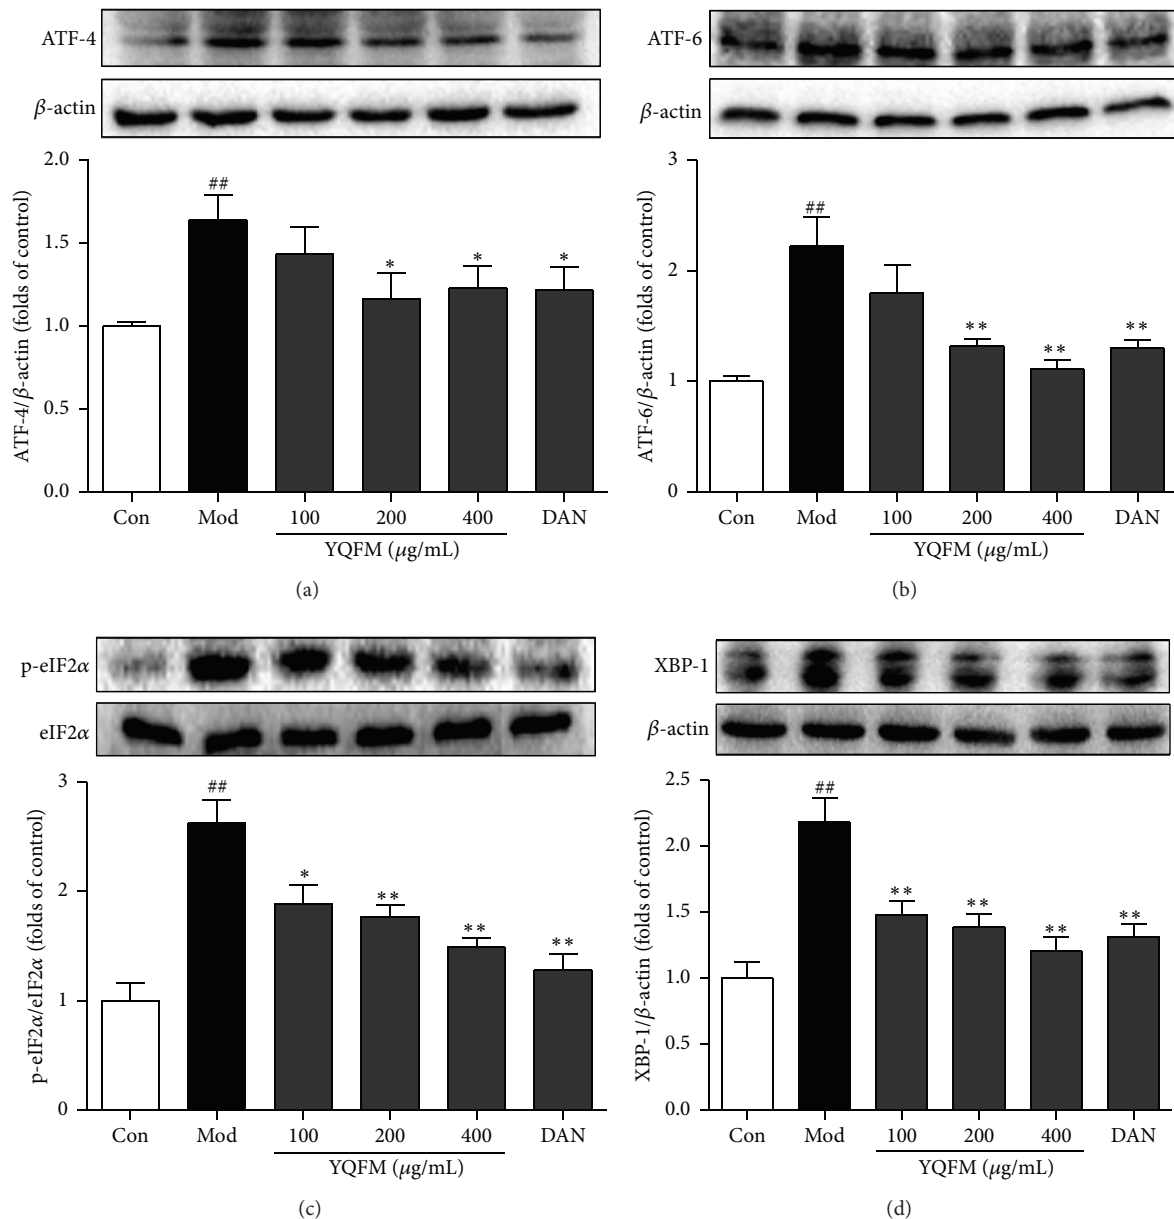 ATF-4
β-actin
ATF-4/β-actin (folds of control)
2.0
1.5
1.0
0.5
0.0
##
* * *
Con Mod 100 200 400 DAN
YQFM (μg/mL)
(a)
ATF-6
β-actin
ATF-6/β-actin (folds of control)
3
2
1
0
##
** ** **
Con Mod 100 200 400 DAN
YQFM (μg/mL)
(b)
p-eIF2α
eIF2α
p-eIF2α/eIF2α (folds of control)
3
2
1
0
##
* ** ** **
Con Mod 100 200 400 DAN
YQFM (μg/mL)
(c)
XBP-1
β-actin
XBP-1/β-actin (folds of control)
2.5
2.0
1.5
1.0
0.5
0.0
##
** ** ** **
Con Mod 100 200 400 DAN
YQFM (μg/mL)
(d)